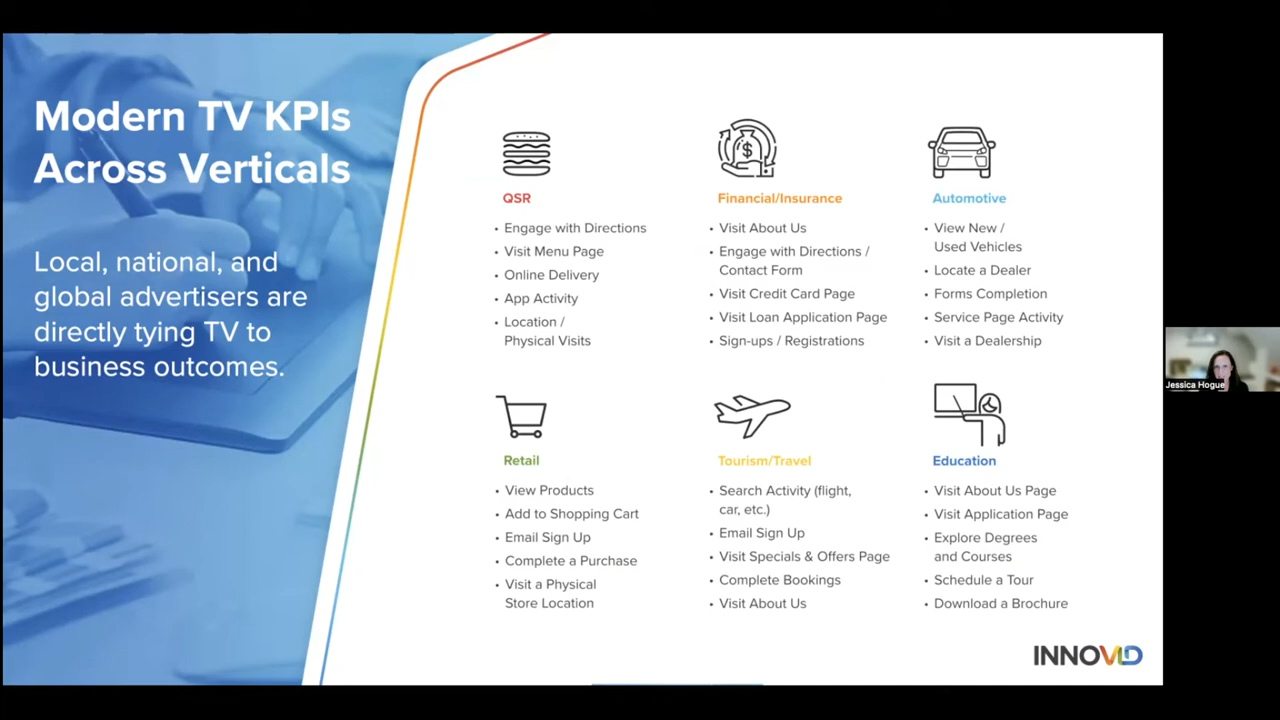 Modern TV KPIs
Across Verticals
Local, national, and
global advertisers are
directly tying TV to
business outcomes.
QSR
• Engage with Directions
• Visit Menu Page
• Online Delivery
• App Activity
• Location /
Physical Visits
Financial/Insurance
• Visit About Us
• Engage with Directions /
Contact Form
• Visit Credit Card Page
• Visit Loan Application Page
• Sign-ups / Registrations
Automotive
• View New /
Used Vehicles
• Locate a Dealer
• Forms Completion
• Service Page Activity
• Visit a Dealership
Retail
• View Products
• Add to Shopping Cart
• Email Sign Up
• Complete a Purchase
• Visit a Physical
Store Location
Tourism/Travel
• Search Activity (flight,
car, etc.)
• Email Sign Up
• Visit Specials & Offers Page
• Complete Bookings
• Visit About Us
Education
• Visit About Us Page
• Visit Application Page
• Explore Degrees
and Courses
• Schedule a Tour
• Download a Brochure
INNOVID
Jessica Hogue